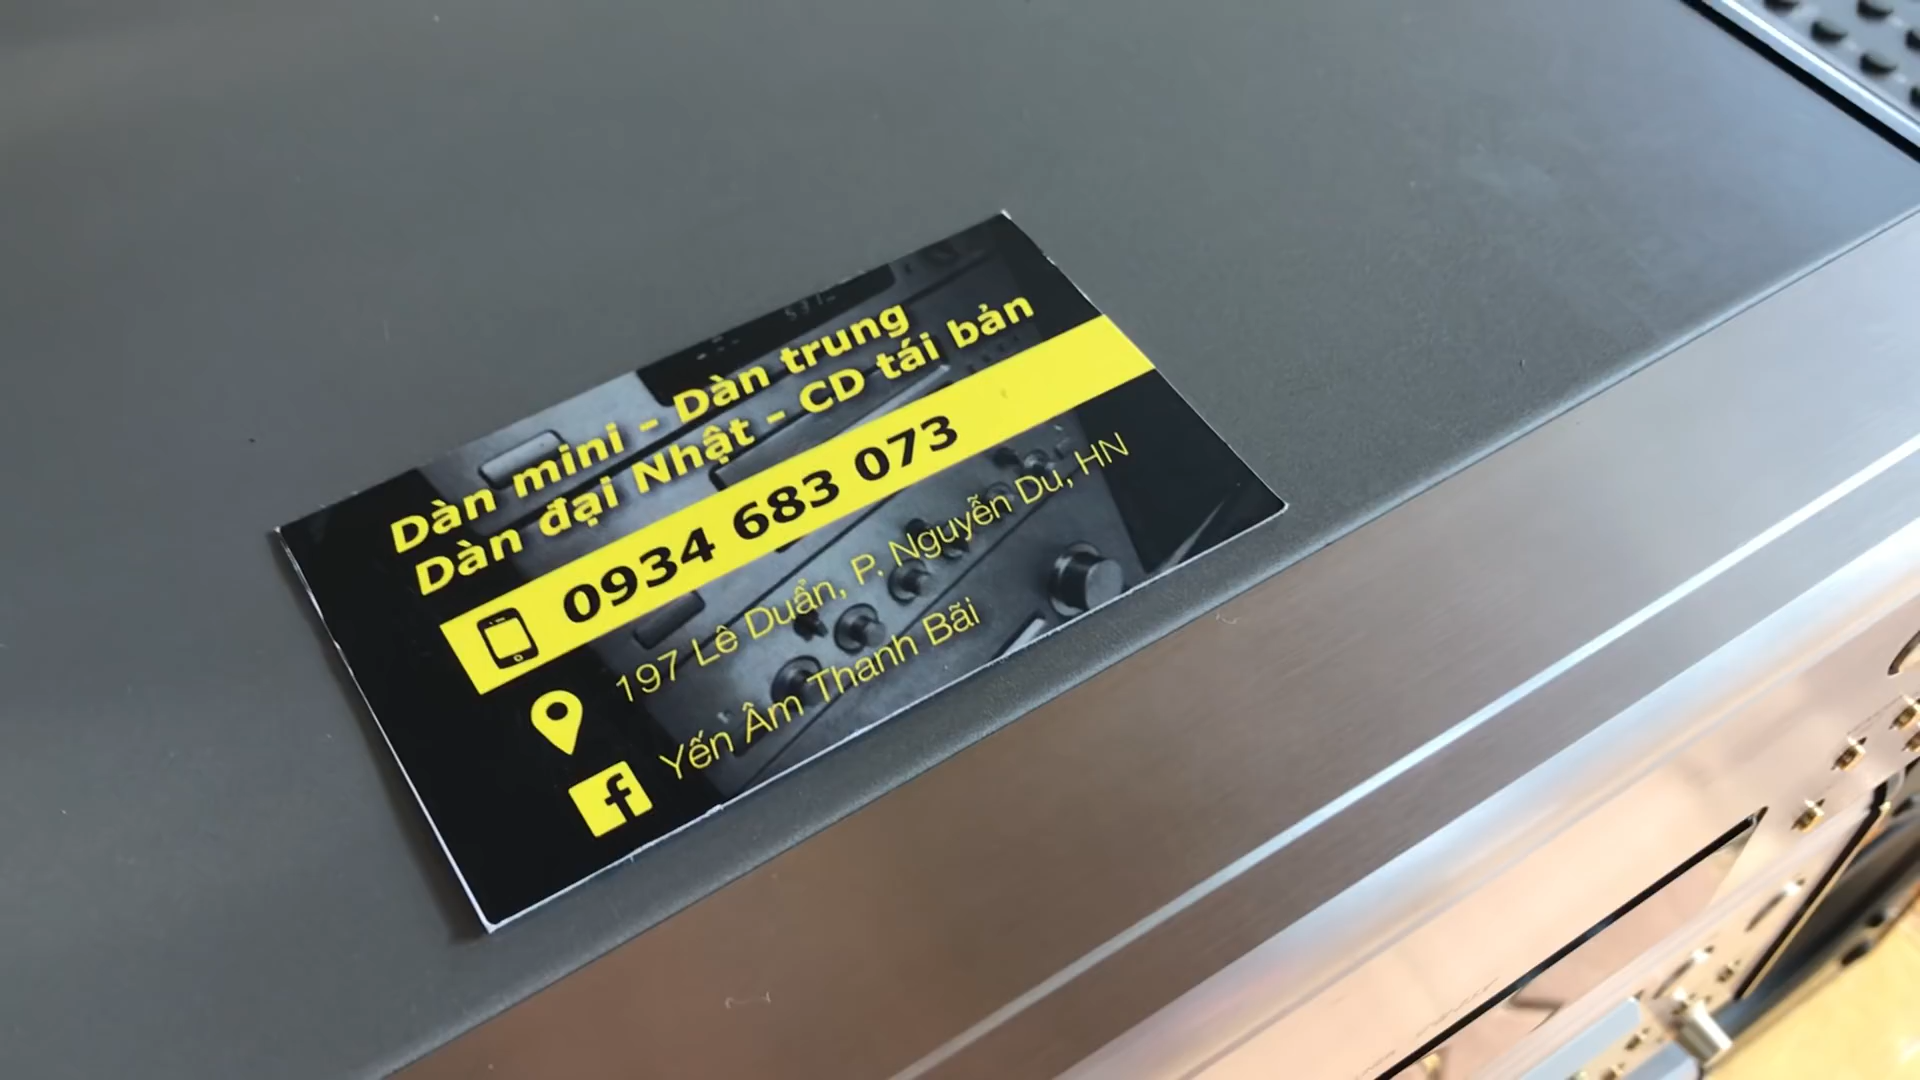 Dàn mini - Dàn trung
Dàn đại Nhật - CD tái bản
0934 683 073
197 Lê Duẩn, P. Nguyễn Du, HN
Yến Âm Thanh Bãi